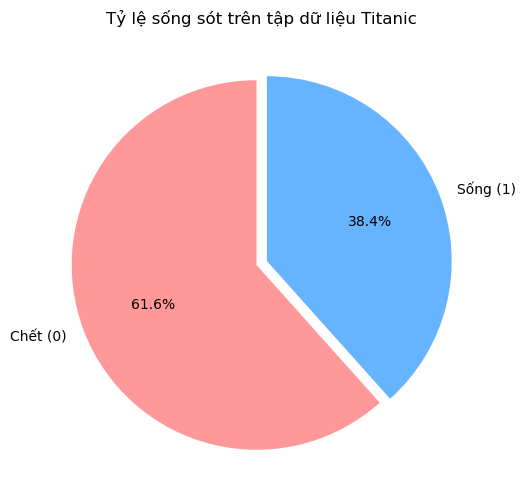 Tỷ lệ sống sót trên tập dữ liệu Titanic
Sống (1)
38.4%
61.6%
Chết (0)